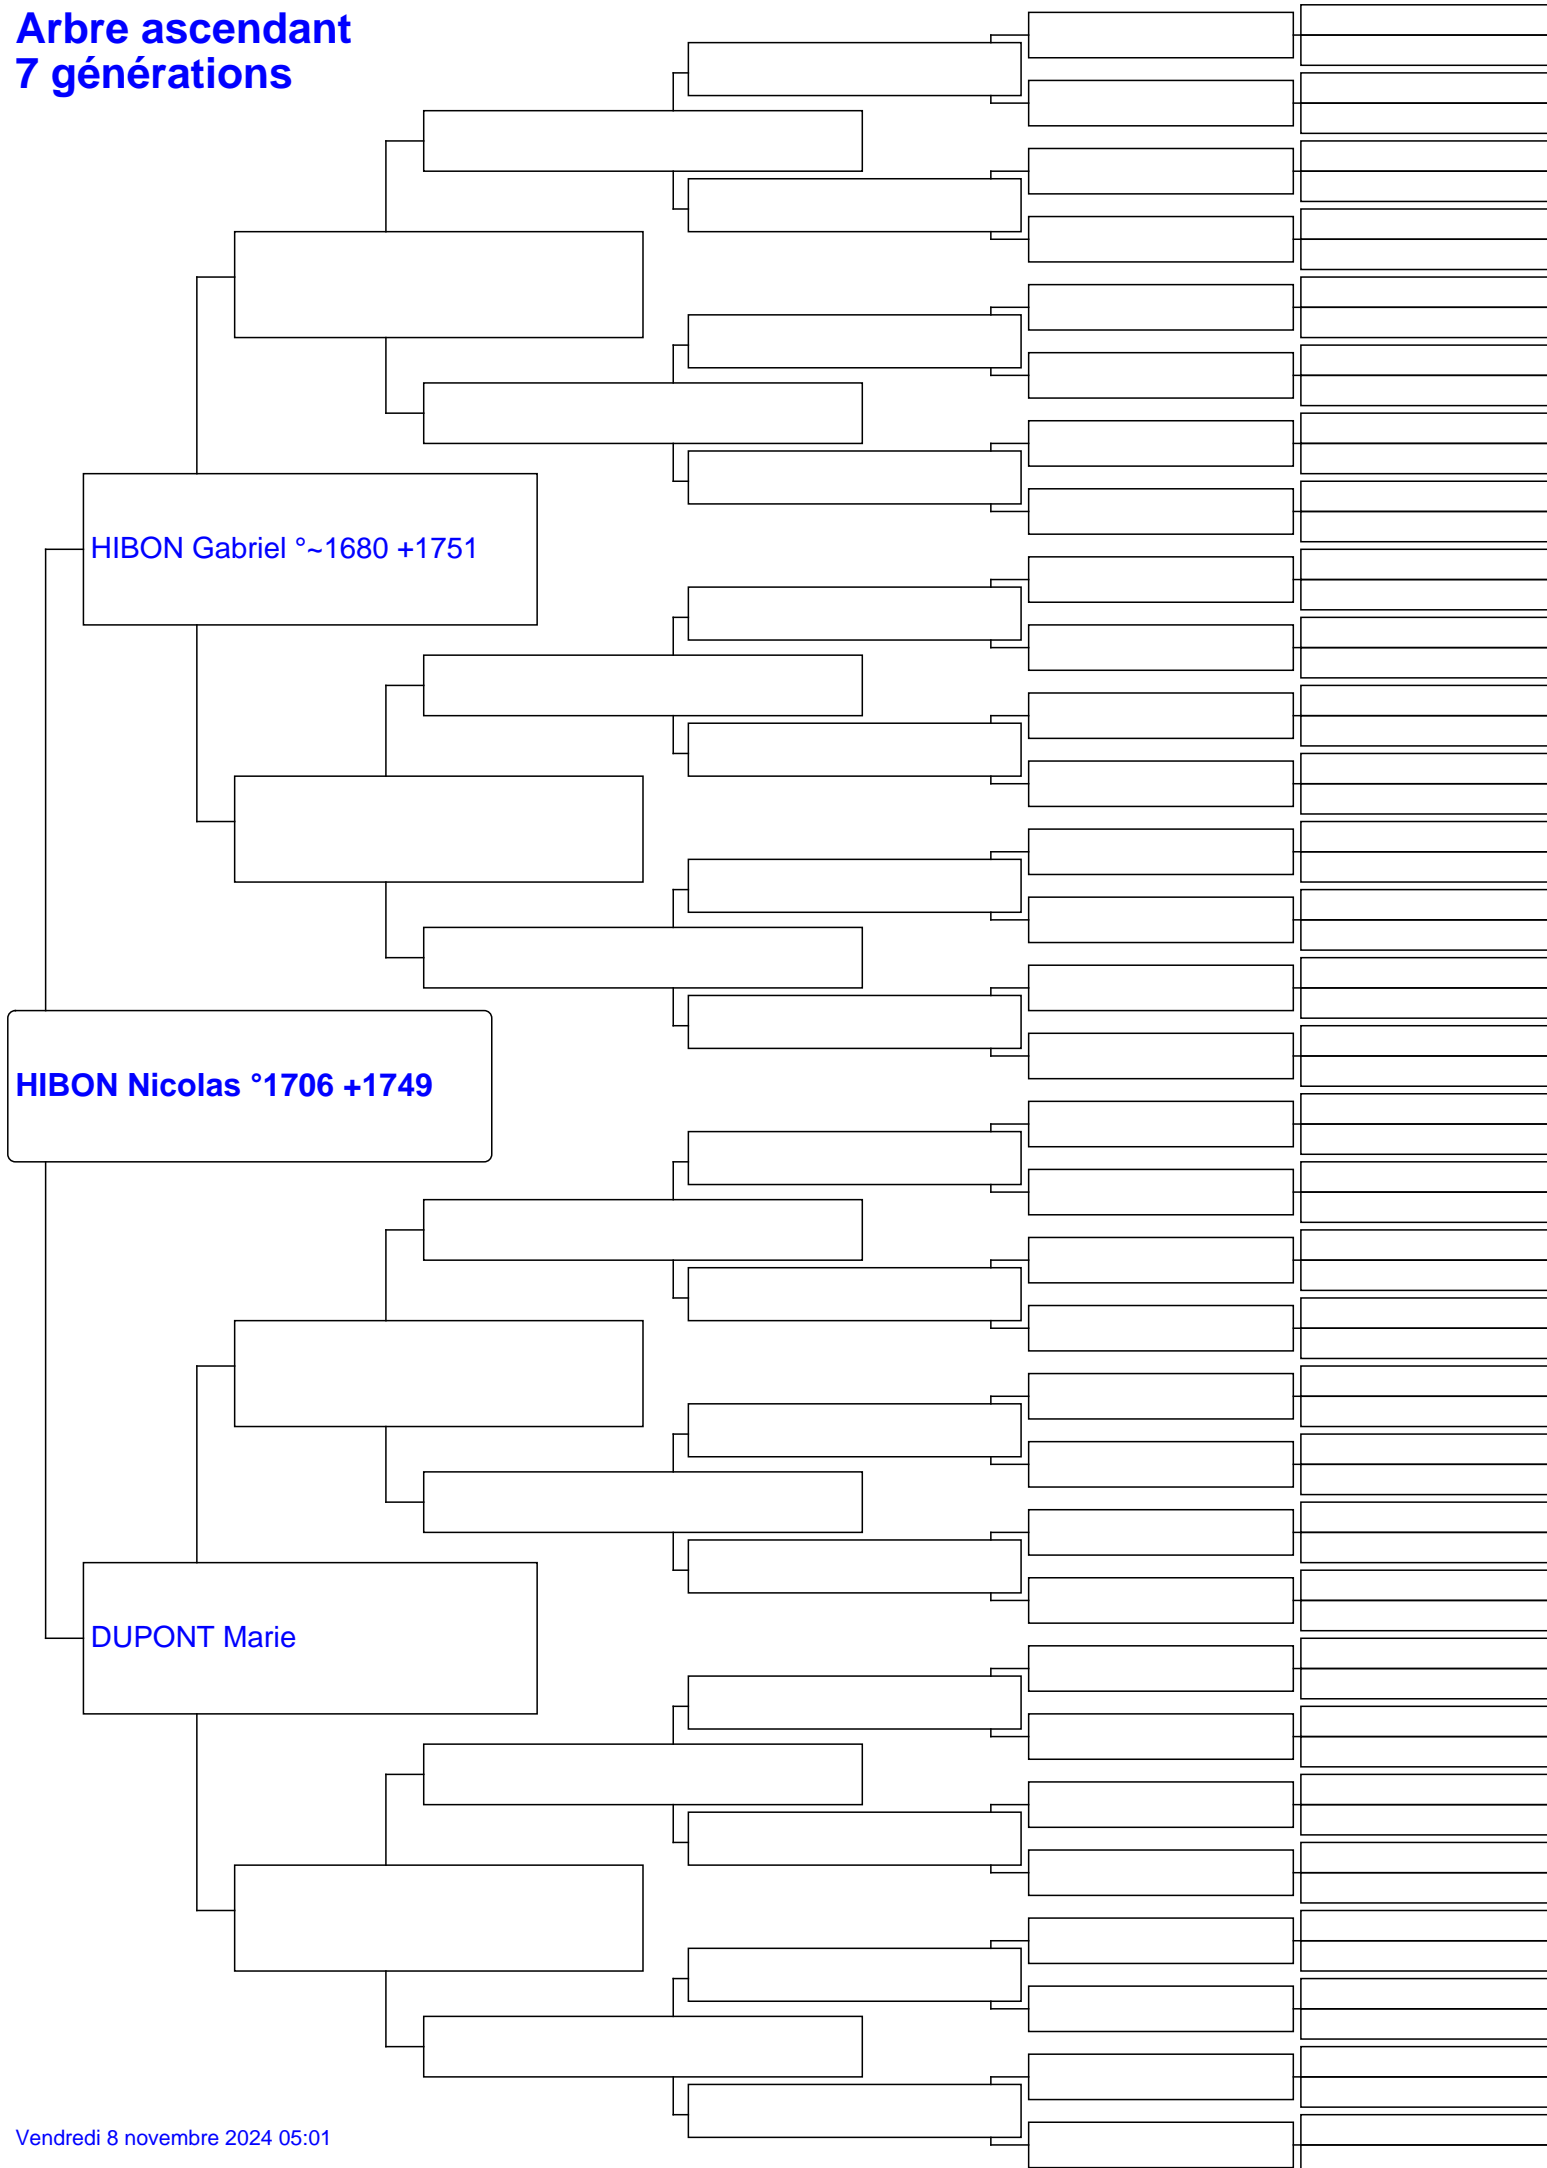 Arbre ascendant
7 générations
HIBON Gabriel °~1680 +1751
HIBON Nicolas °1706 +1749
DUPONT Marie
Vendredi 8 novembre 2024 05:01